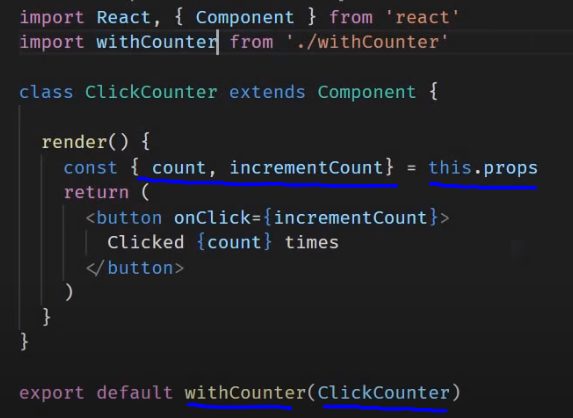 import React, { Component } from 'react'
import withCounter from './withCounter'
class ClickCounter extends Component {
render() {
const { count, incrementCount} = this.props
return (
<button onClick={incrementCount}>
Clicked {count} times
</button>
)
}
}
export default withCounter(ClickCounter)